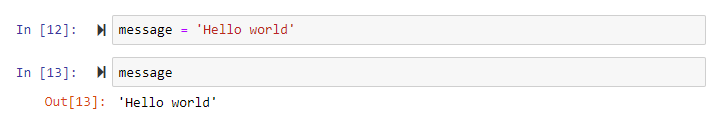 In [12]: message = 'Hello world'
In [13]: message
Out[13]: 'Hello world'